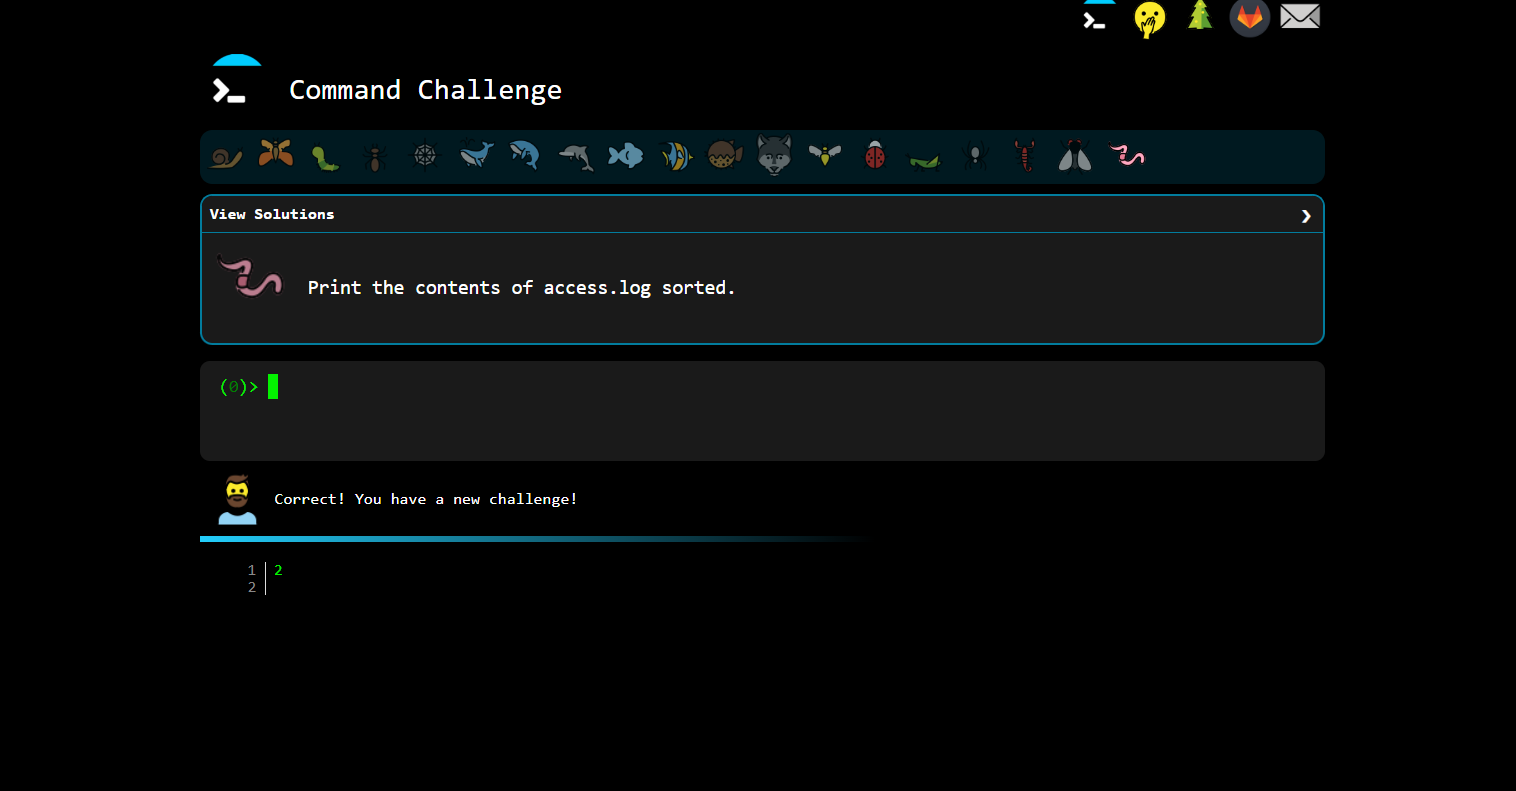 Command Challenge
View Solutions
Print the contents of access.log sorted.
(0)>
Correct! You have a new challenge!
1 2
2